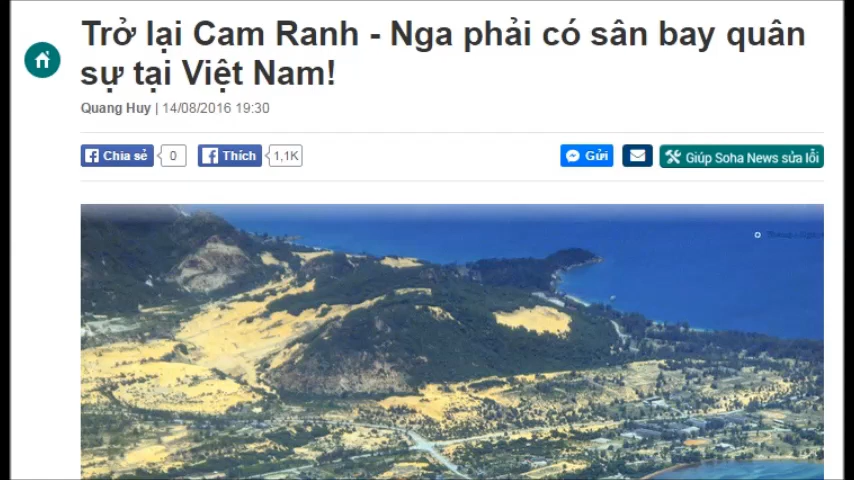 Trở lại Cam Ranh - Nga phải có sân bay quân
sự tại Việt Nam!
Quang Huy | 14/08/2016 19:30
Chia sẻ 0 Thích 1,1K Gửi Giúp Soha News sửa lỗi